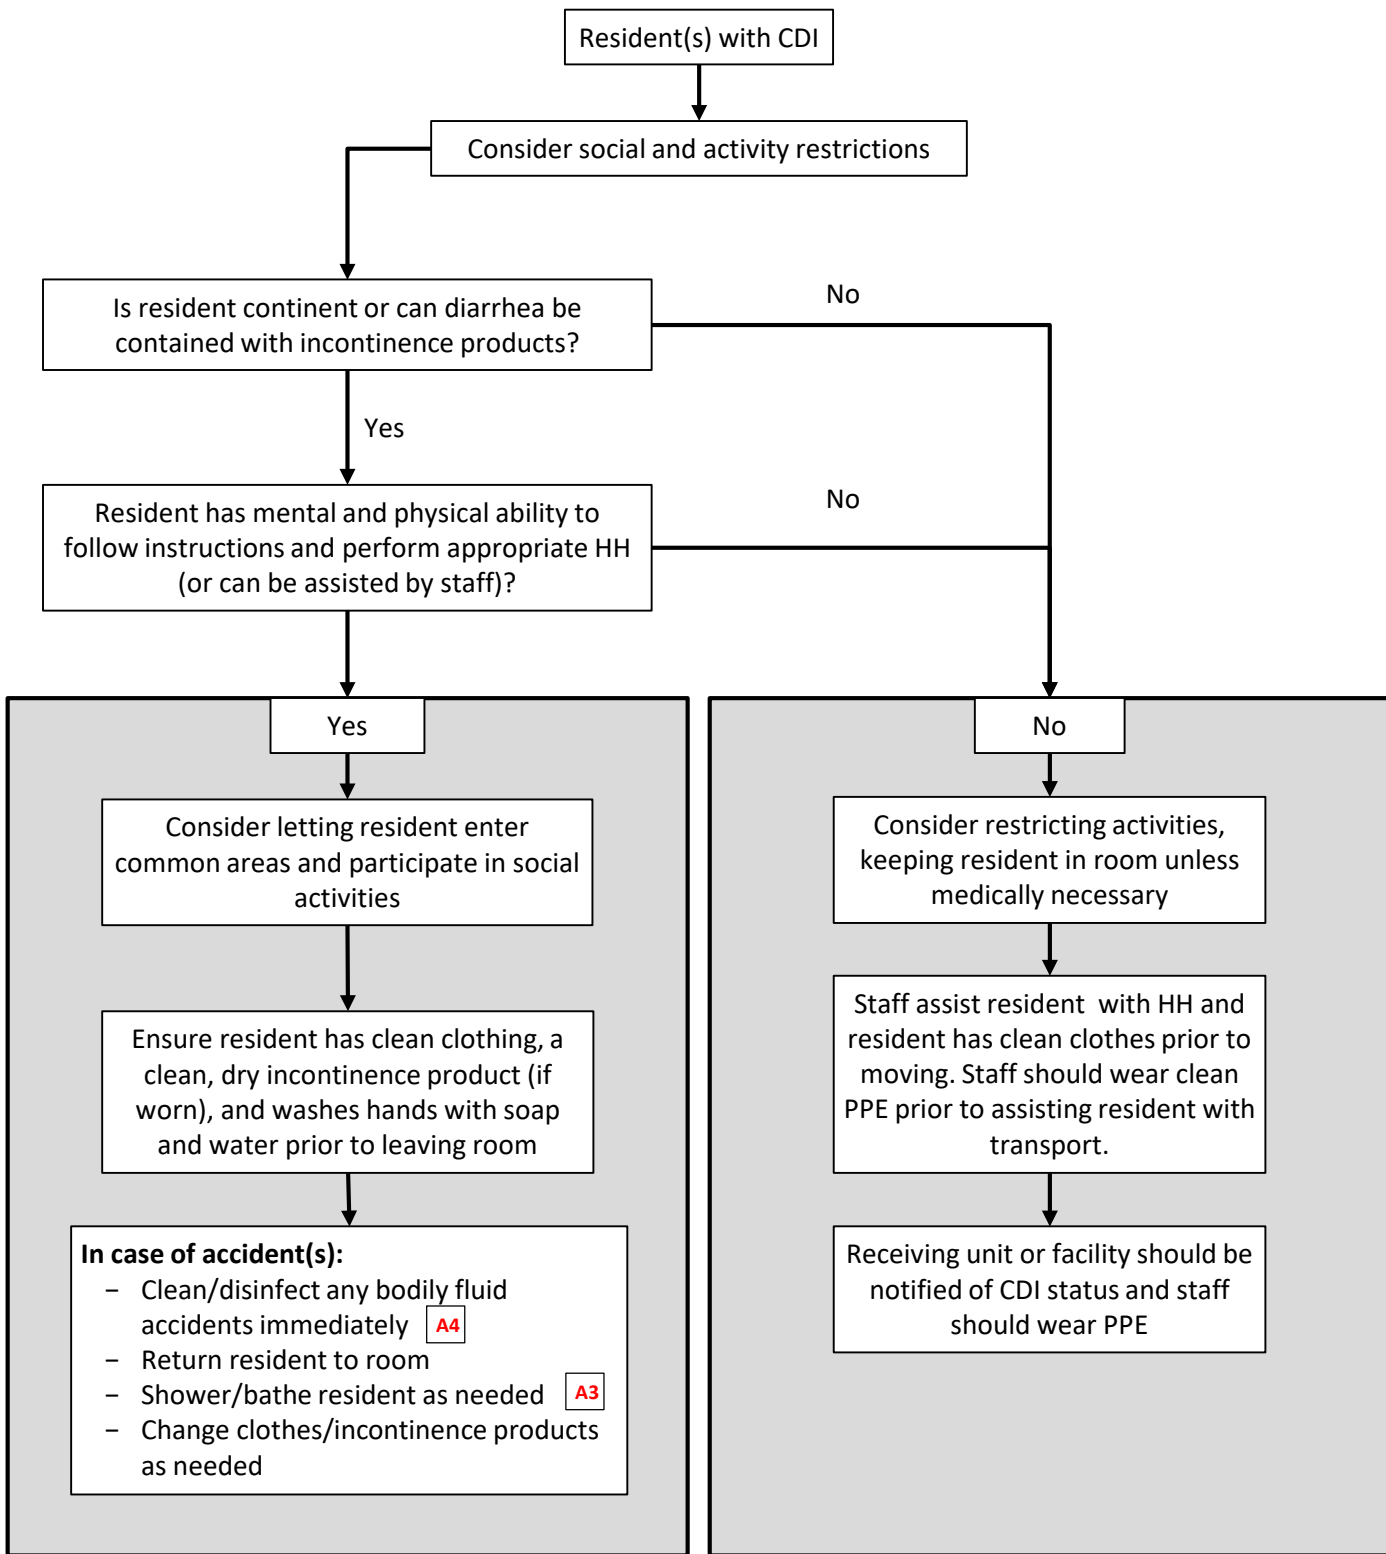 Resident(s) with CDI
Consider social and activity restrictions
Is resident continent or can diarrhea be
contained with incontinence products?
No
Yes
Resident has mental and physical ability to
follow instructions and perform appropriate HH
(or can be assisted by staff)?
No
Yes
Consider letting resident enter
common areas and participate in social
activities
Ensure resident has clean clothing, a
clean, dry incontinence product (if
worn), and washes hands with soap
and water prior to leaving room
In case of accident(s):
− Clean/disinfect any bodily fluid
accidents immediately A4
− Return resident to room
− Shower/bathe resident as needed A3
− Change clothes/incontinence products
as needed
No
Consider restricting activities,
keeping resident in room unless
medically necessary
Staff assist resident with HH and
resident has clean clothes prior to
moving. Staff should wear clean
PPE prior to assisting resident with
transport.
Receiving unit or facility should be
notified of CDI status and staff
should wear PPE